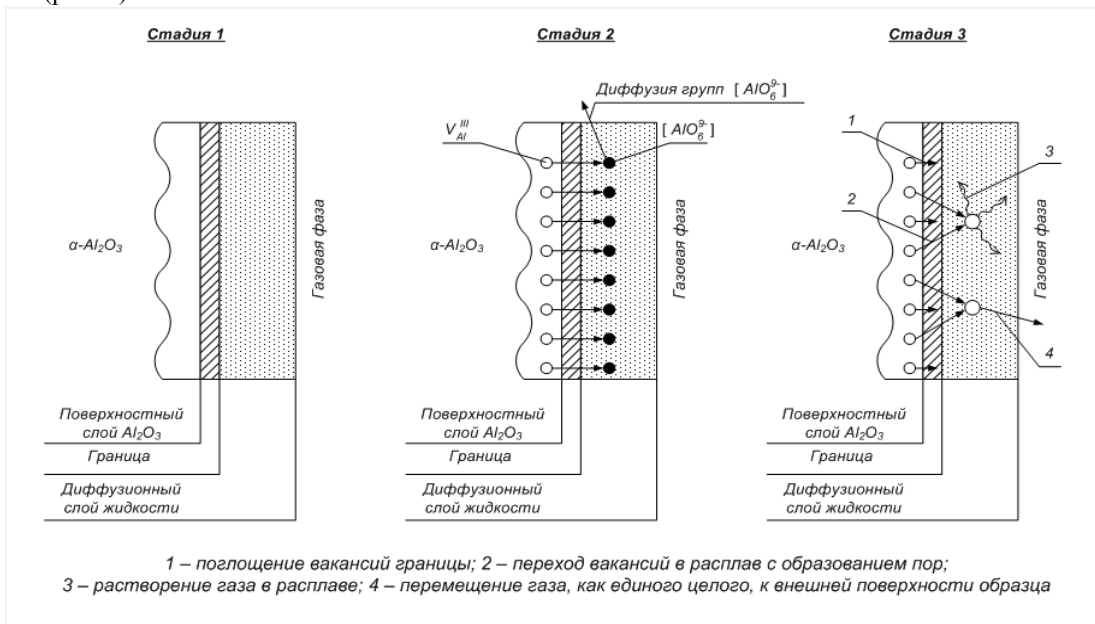 Стадия 1
Стадия 2
Стадия 3
α-Al₂O₃
Газовая фаза
Поверхностный
слой Al₂O₃
Граница
Диффузионный
слой жидкости
Диффузия групп [ AlO₆⁹⁻ ]
V_Al^III
[ AlO₆⁹⁻ ]
α-Al₂O₃
Газовая фаза
Поверхностный
слой Al₂O₃
Граница
Диффузионный
слой жидкости
1
3
2
α-Al₂O₃
Газовая фаза
4
Поверхностный
слой Al₂O₃
Граница
Диффузионный
слой жидкости
1 – поглощение вакансий границы; 2 – переход вакансий в расплав с образованием пор;
3 – растворение газа в расплаве; 4 – перемещение газа, как единого целого, к внешней поверхности образца